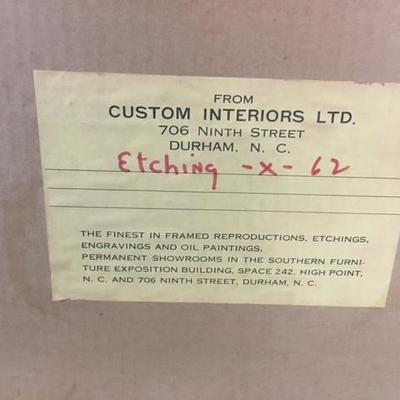 FROM
CUSTOM INTERIORS LTD.
706 NINTH STREET
DURHAM, N. C.
Etching -x- 62
THE FINEST IN FRAMED REPRODUCTIONS, ETCHINGS,
ENGRAVINGS AND OIL PAINTINGS.
PERMANENT SHOWROOMS IN THE SOUTHERN FURNI-
TURE EXPOSITION BUILDING, SPACE 242, HIGH POINT,
N. C. AND 706 NINTH STREET, DURHAM, N. C.